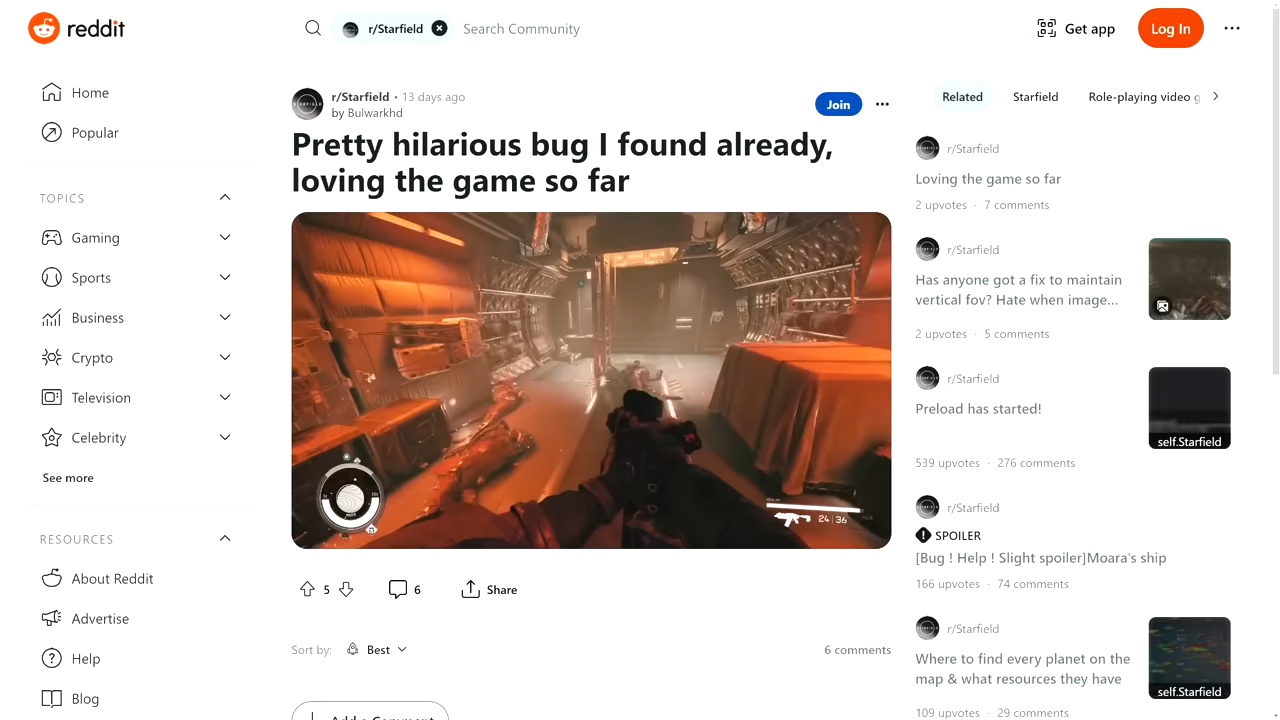 reddit
r/Starfield
Search Community
Get app
Log In
Home
Popular
TOPICS
Gaming
Sports
Business
Crypto
Television
Celebrity
See more
RESOURCES
About Reddit
Advertise
Help
Blog
r/Starfield • 13 days ago
by Bulwarkhd
Join
Pretty hilarious bug I found already,
loving the game so far
24 | 36
5
6
Share
Sort by:
Best
6 comments
Add a Comment
Related
Starfield
Role-playing video g
r/Starfield
Loving the game so far
2 upvotes · 7 comments
r/Starfield
Has anyone got a fix to maintain
vertical fov? Hate when image...
2 upvotes · 5 comments
r/Starfield
Preload has started!
self.Starfield
539 upvotes · 276 comments
r/Starfield
SPOILER
[Bug ! Help ! Slight spoiler]Moara's ship
166 upvotes · 74 comments
r/Starfield
Where to find every planet on the
map & what resources they have
self.Starfield
109 upvotes · 29 comments